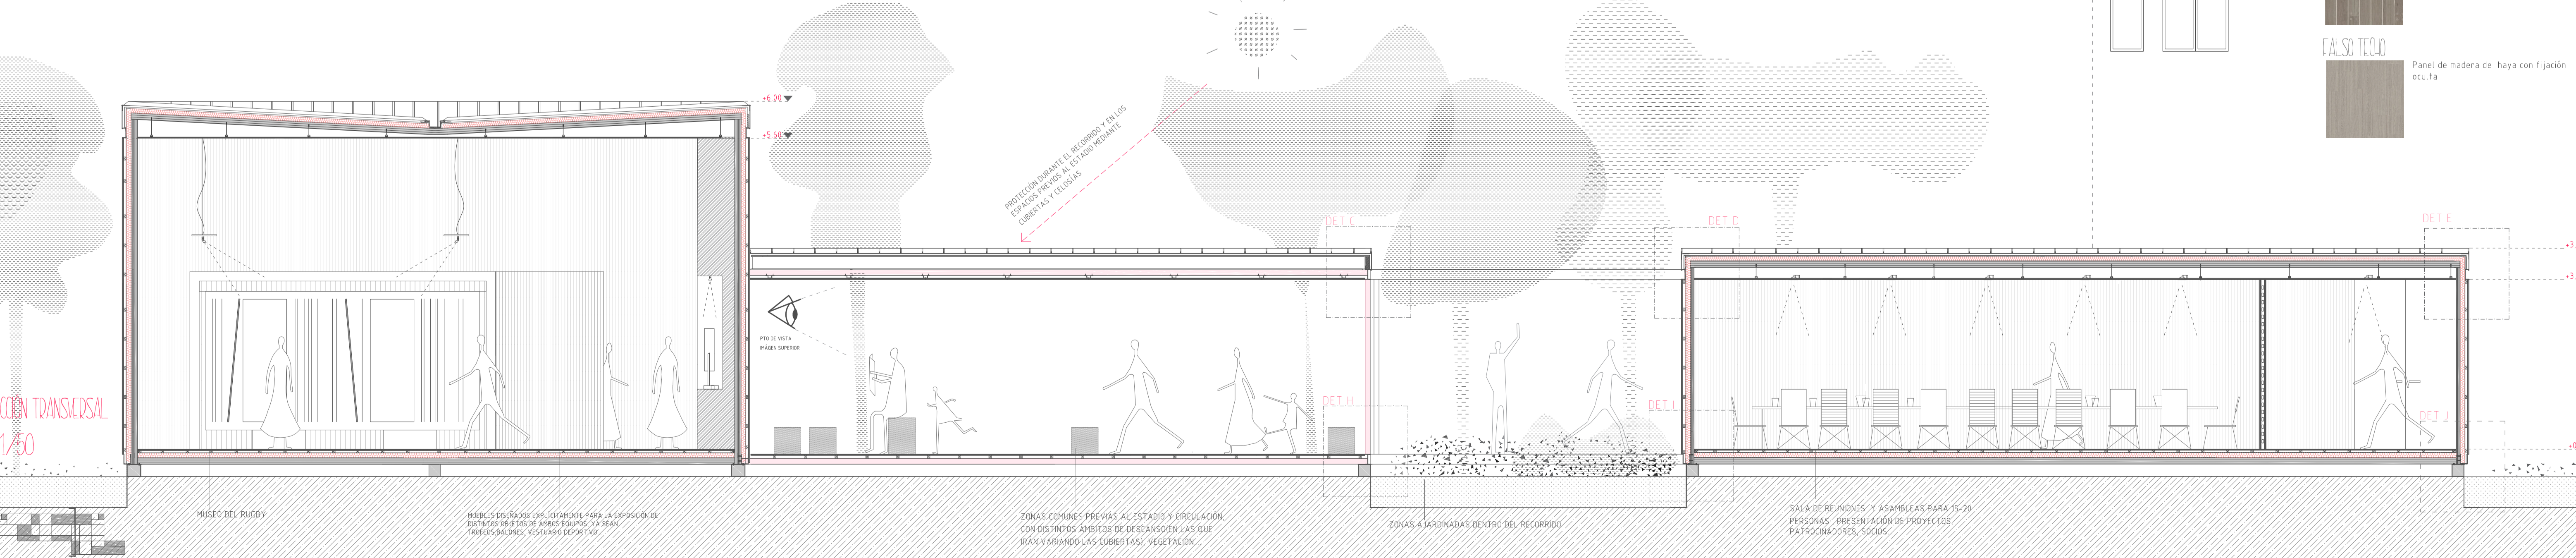 FALSO TECHO
Panel de madera de haya con fijación
oculta
+6,00
+5,60
PROTECCIÓN DURANTE EL RECORRIDO Y EN LOS
ESPACIOS PREVIOS AL ESTADIO MEDIANTE
CUBIERTAS Y CELOSÍAS
DET C
DET D
DET E
PTO DE VISTA
IMÁGEN SUPERIOR
CCIÓN TRANSVERSAL
1/50
DET H
DET I
DET J
MUSEO DEL RUGBY
MUEBLES DISEÑADOS EXPLÍCITAMENTE PARA LA EXPOSICIÓN DE
DISTINTOS OBJETOS DE AMBOS EQUIPOS, YA SEAN
TROFEOS,BALONES, VESTUARIO DEPORTIVO...
ZONAS COMUNES PREVIAS AL ESTADIO Y CIRCULACIÓN,
CON DISTINTOS ÁMBITOS DE DESCANSO(EN LAS QUE
IRÁN VARIANDO LAS CUBIERTAS), VEGETACIÓN...
ZONAS AJARDINADAS DENTRO DEL RECORRIDO
SALA DE REUNIONES Y ASAMBLEAS PARA 15-20
PERSONAS , PRESENTACIÓN DE PROYECTOS,
PATROCINADORES, SOCIOS...